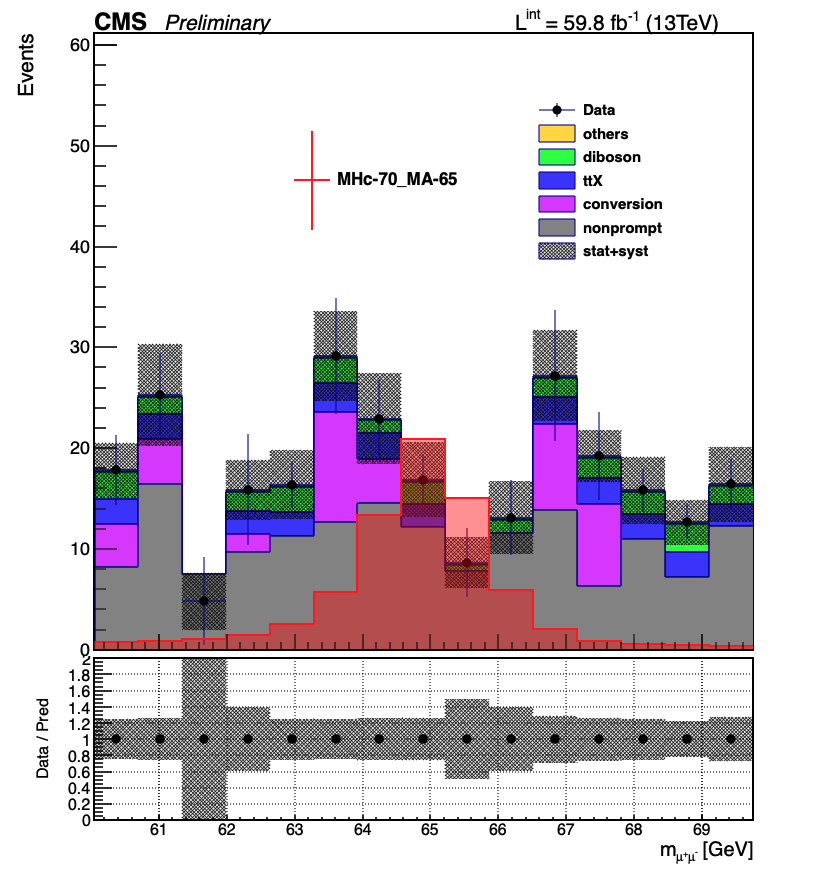 CMS Preliminary L^int = 59.8 fb^-1 (13TeV)
Events
60
50
40
30
20
10
0
MHc-70_MA-65
Data
others
diboson
ttX
conversion
nonprompt
stat+syst
Data / Pred
2
1.8
1.6
1.4
1.2
1
0.8
0.6
0.4
0.2
0
61 62 63 64 65 66 67 68 69
m_μ⁺μ⁻ [GeV]